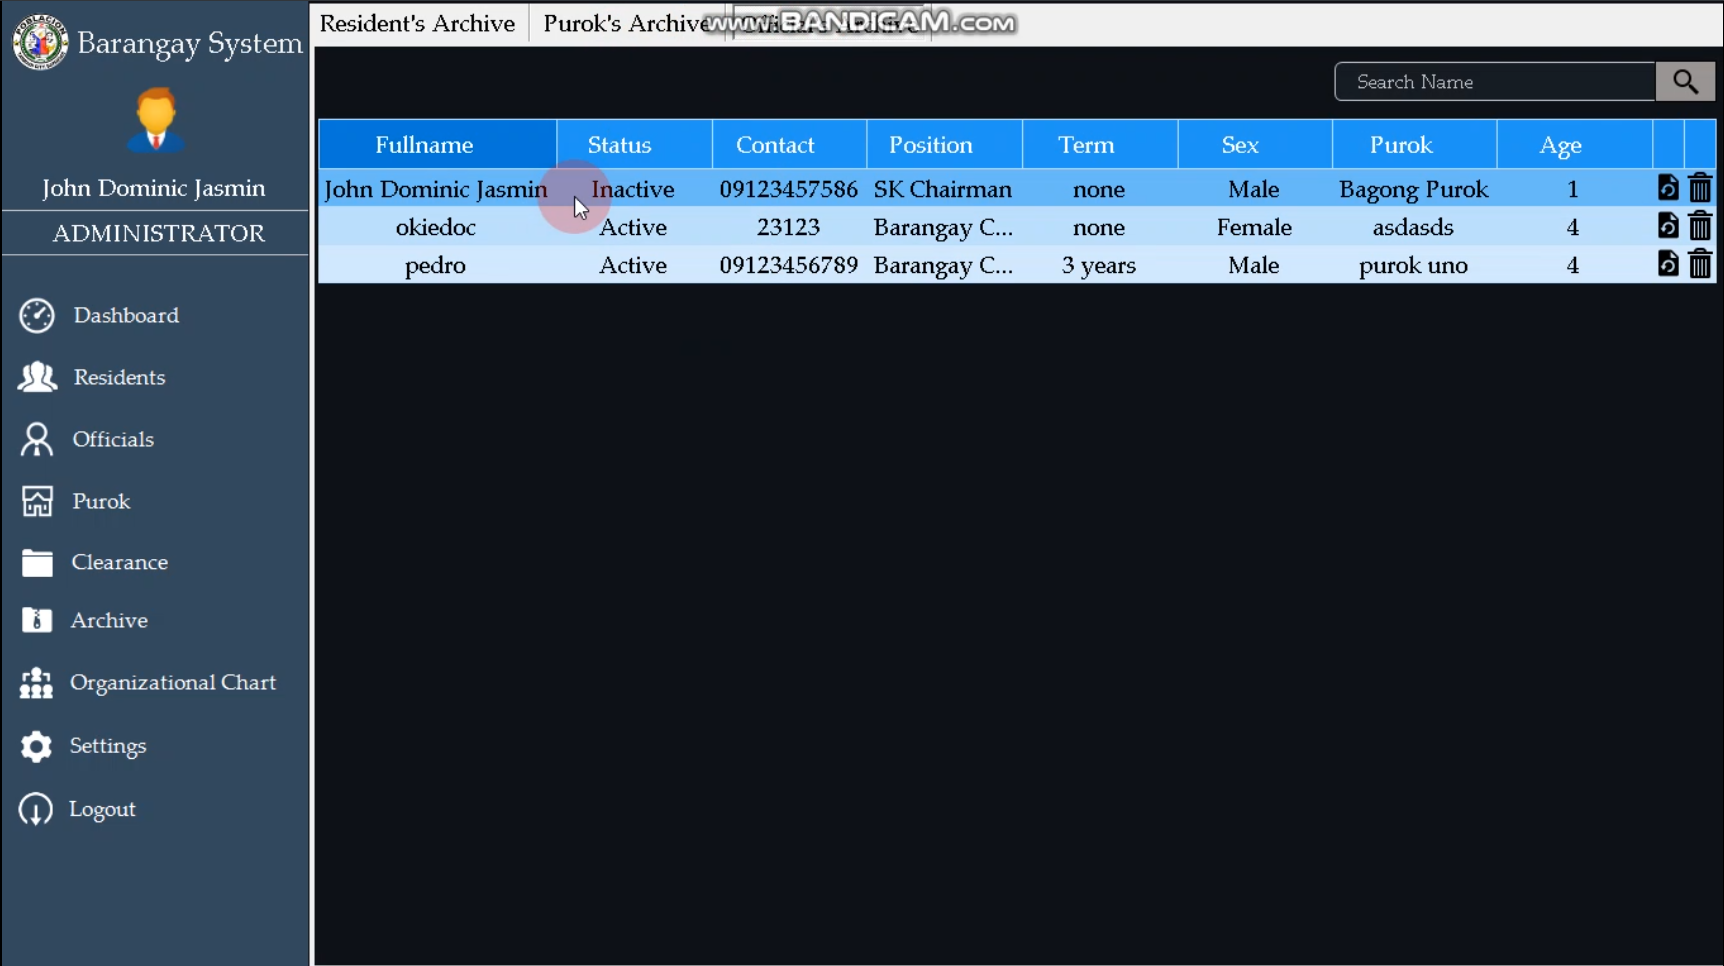 Barangay System
John Dominic Jasmin
ADMINISTRATOR
Dashboard
Residents
Officials
Purok
Clearance
Archive
Organizational Chart
Settings
Logout
Resident's Archive Purok's Archive
www.BANDICAM.com
Search Name
Fullname Status Contact Position Term Sex Purok Age
John Dominic Jasmin Inactive 09123457586 SK Chairman none Male Bagong Purok 1
okiedoc Active 23123 Barangay C... none Female asdasds 4
pedro Active 09123456789 Barangay C... 3 years Male purok uno 4